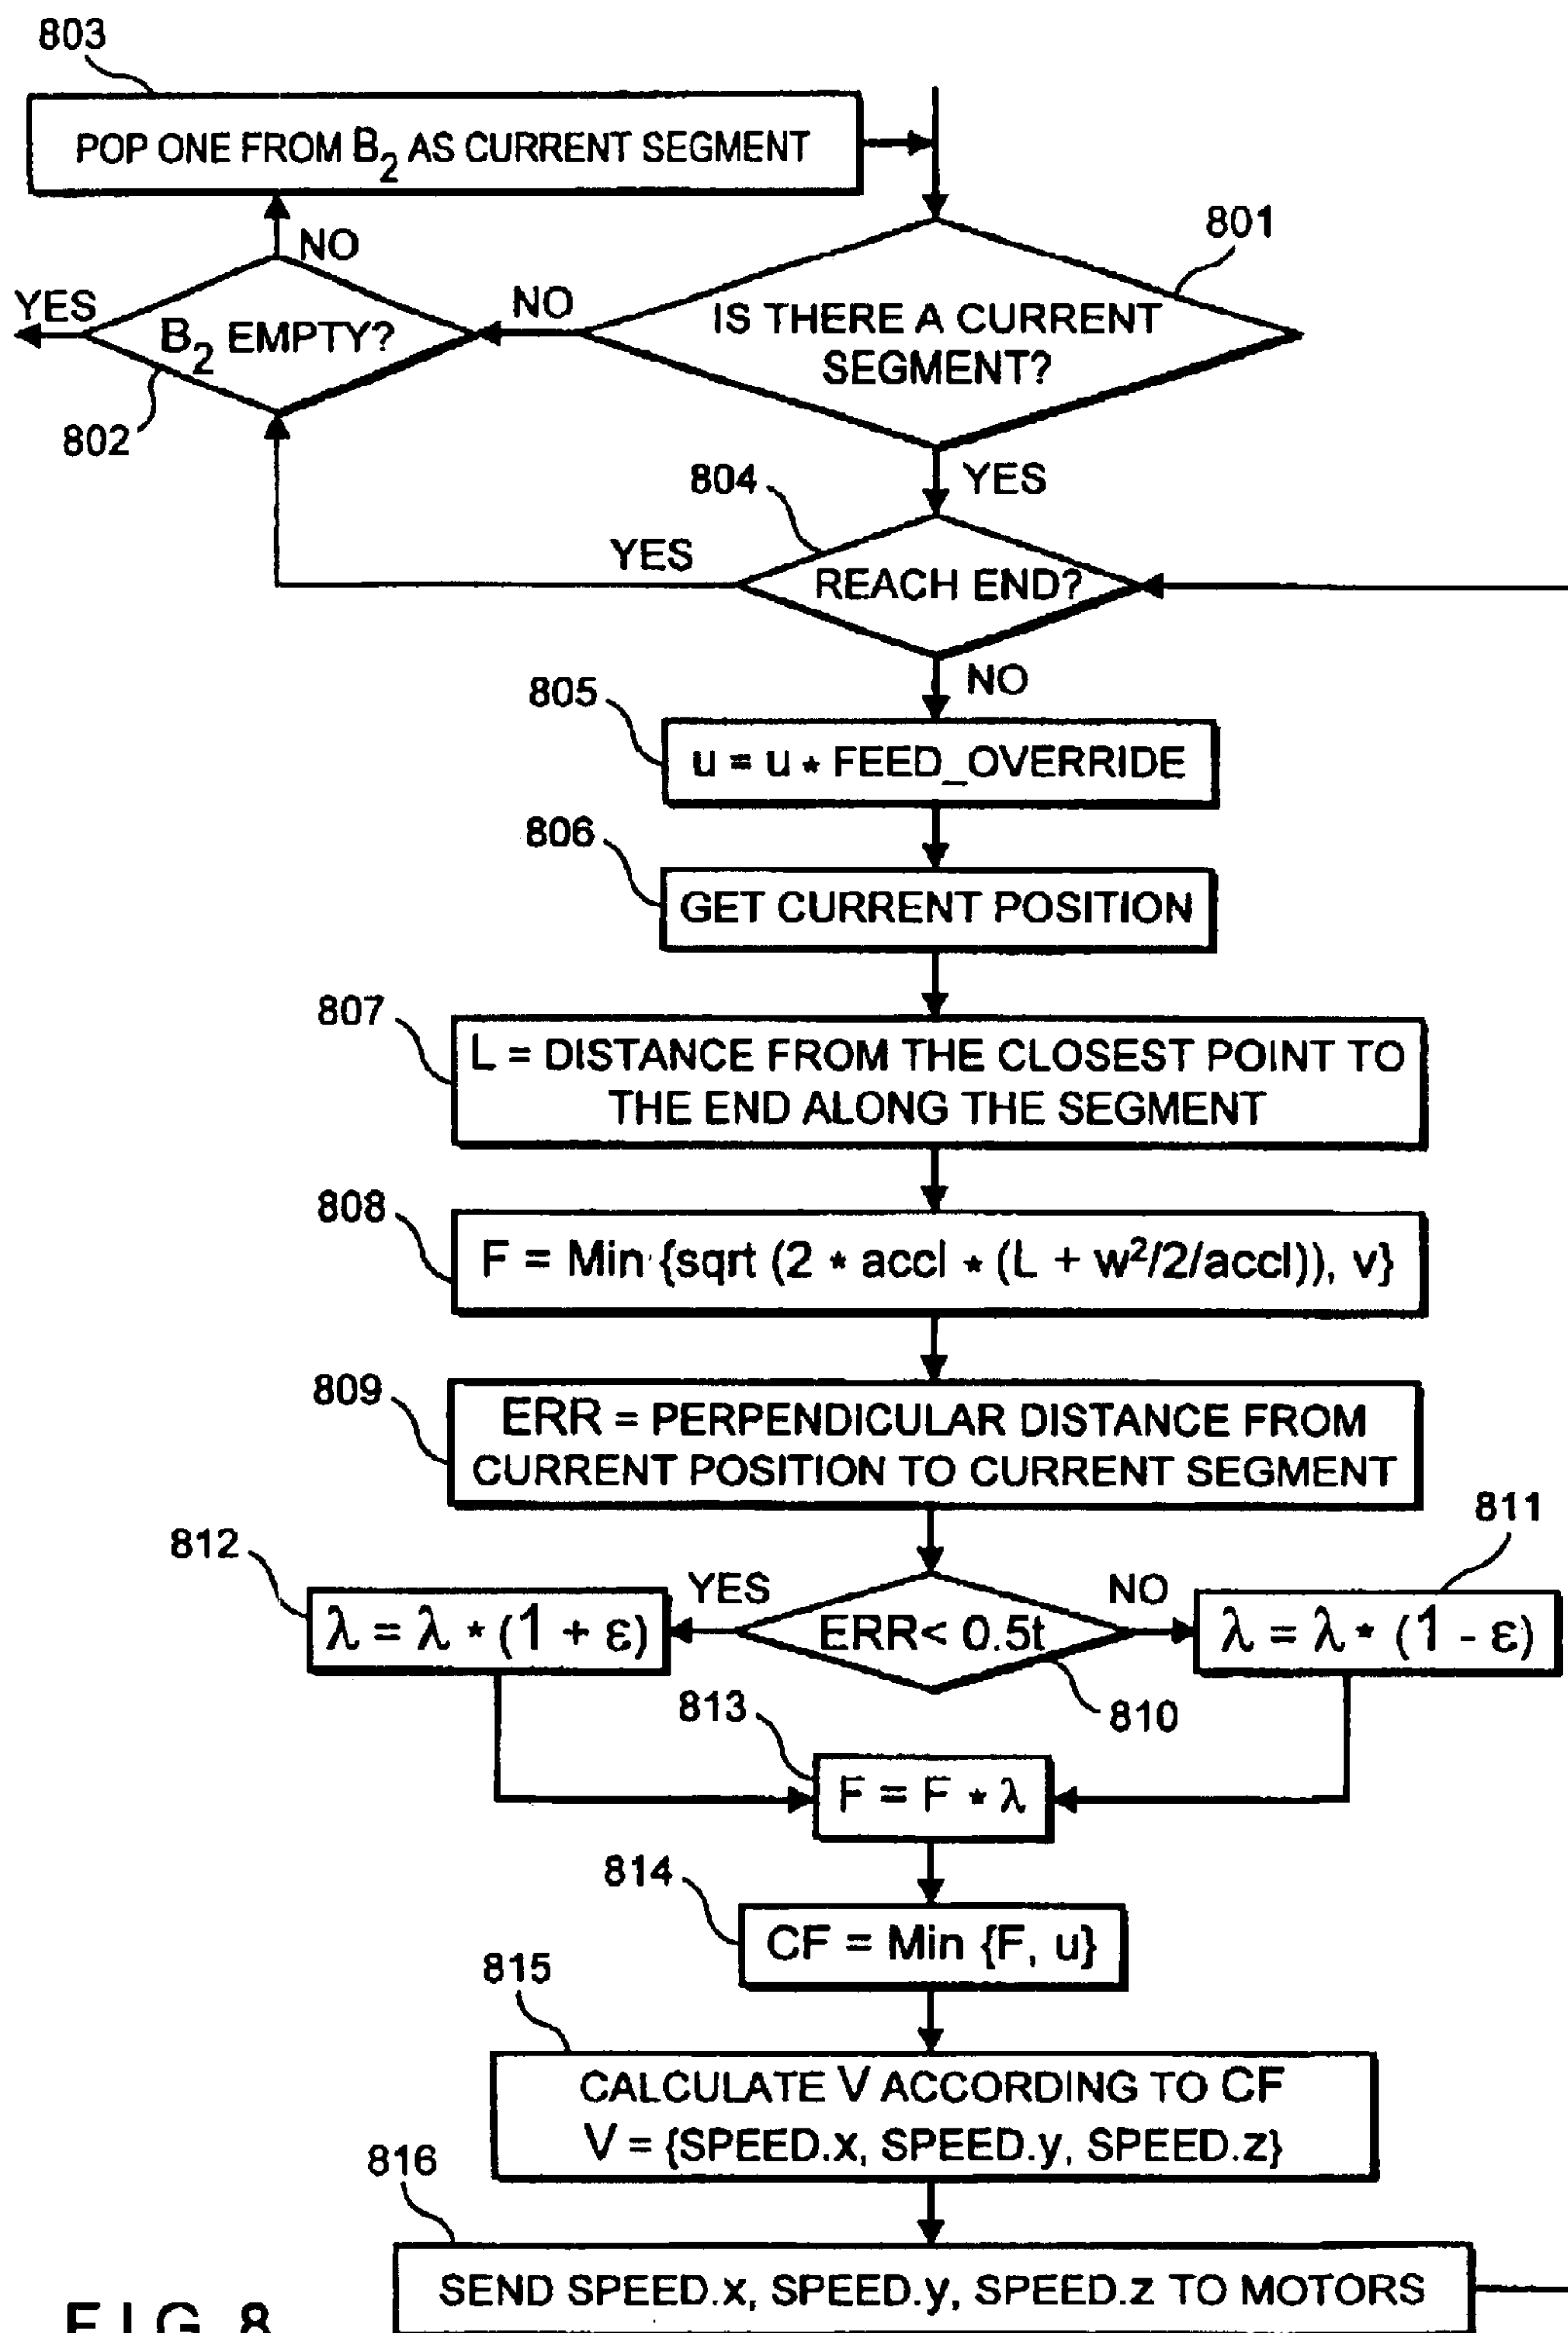 803
POP ONE FROM B₂ AS CURRENT SEGMENT
801
NO
YES
B₂ EMPTY?
NO
IS THERE A CURRENT
SEGMENT?
802
804
YES
YES
REACH END?
NO
805
u = u * FEED_OVERRIDE
806
GET CURRENT POSITION
807
L = DISTANCE FROM THE CLOSEST POINT TO
THE END ALONG THE SEGMENT
808
F = Min {sqrt (2 * accl * (L + w²/2/accl)), v}
809
ERR = PERPENDICULAR DISTANCE FROM
CURRENT POSITION TO CURRENT SEGMENT
812
811
YES
NO
λ = λ * (1 + ε)
ERR< 0.5t
λ = λ * (1 - ε)
813
810
F = F * λ
814
CF = Min {F, u}
815
CALCULATE V ACCORDING TO CF
V = {SPEED.x, SPEED.y, SPEED.z}
816
SEND SPEED.x, SPEED.y, SPEED.z TO MOTORS
FIG 8